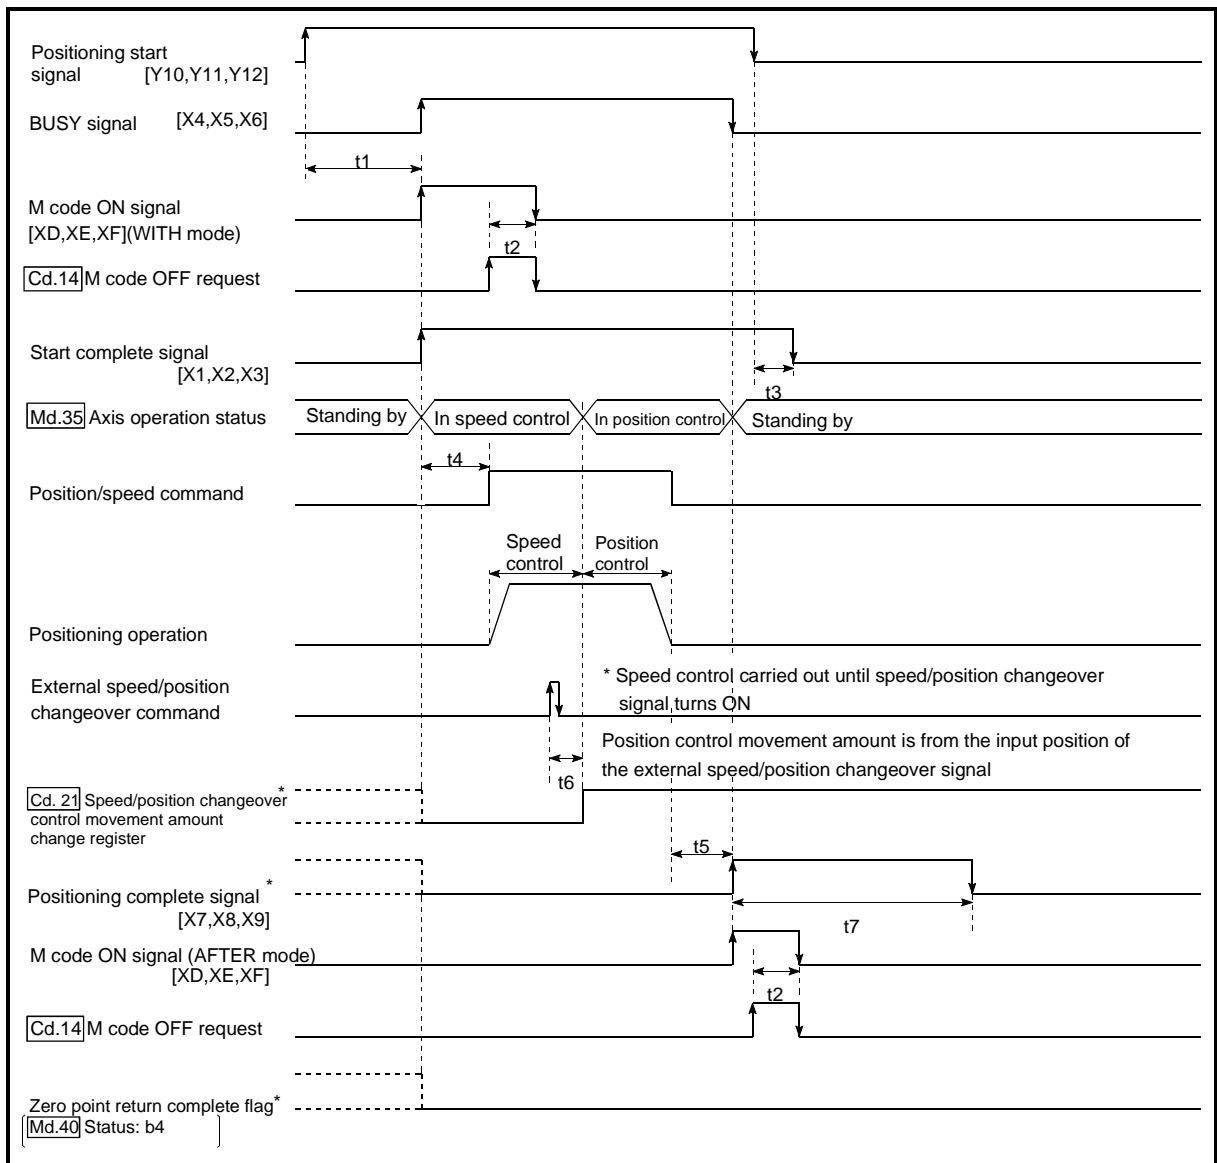 Positioning start
signal [Y10,Y11,Y12]
BUSY signal [X4,X5,X6]
t1
M code ON signal
[XD,XE,XF](WITH mode)
t2
Cd.14 M code OFF request
Start complete signal
[X1,X2,X3]
t3
Md.35 Axis operation status
Standing by
In speed control
In position control
Standing by
t4
Position/speed command
Speed
control
Position
control
Positioning operation
External speed/position
changeover command
* Speed control carried out until speed/position changeover
signal turns ON
Position control movement amount is from the input position of
the external speed/position changeover signal
t6
Cd. 21 Speed/position changeover *
control movement amount
change register
t5
Positioning complete signal *
[X7,X8,X9]
t7
M code ON signal (AFTER mode)
[XD,XE,XF]
t2
Cd.14 M code OFF request
Zero point return complete flag*
Md.40 Status: b4